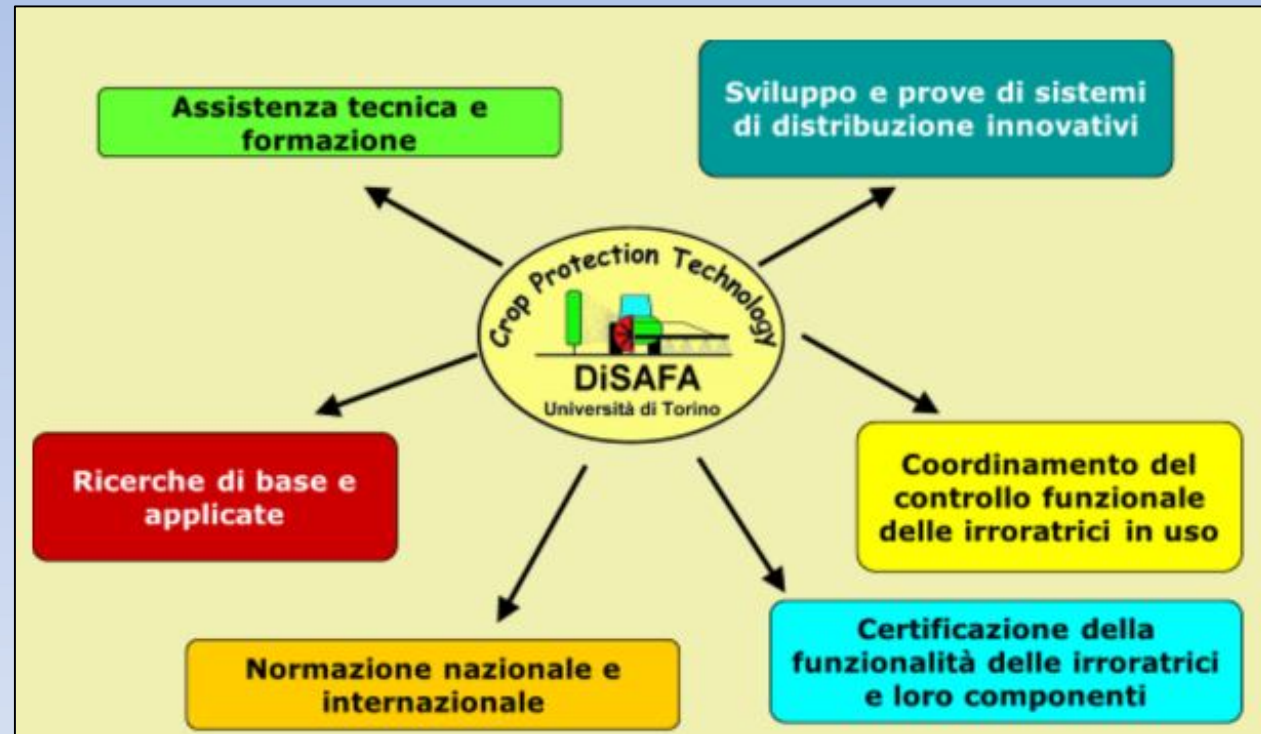 Assistenza tecnica e
formazione
Sviluppo e prove di sistemi
di distribuzione innovativi
Crop Protection Technology
DiSAFA
Università di Torino
Ricerche di base e
applicate
Coordinamento del
controllo funzionale
delle irroratrici in uso
Normazione nazionale e
internazionale
Certificazione della
funzionalità delle irroratrici
e loro componenti